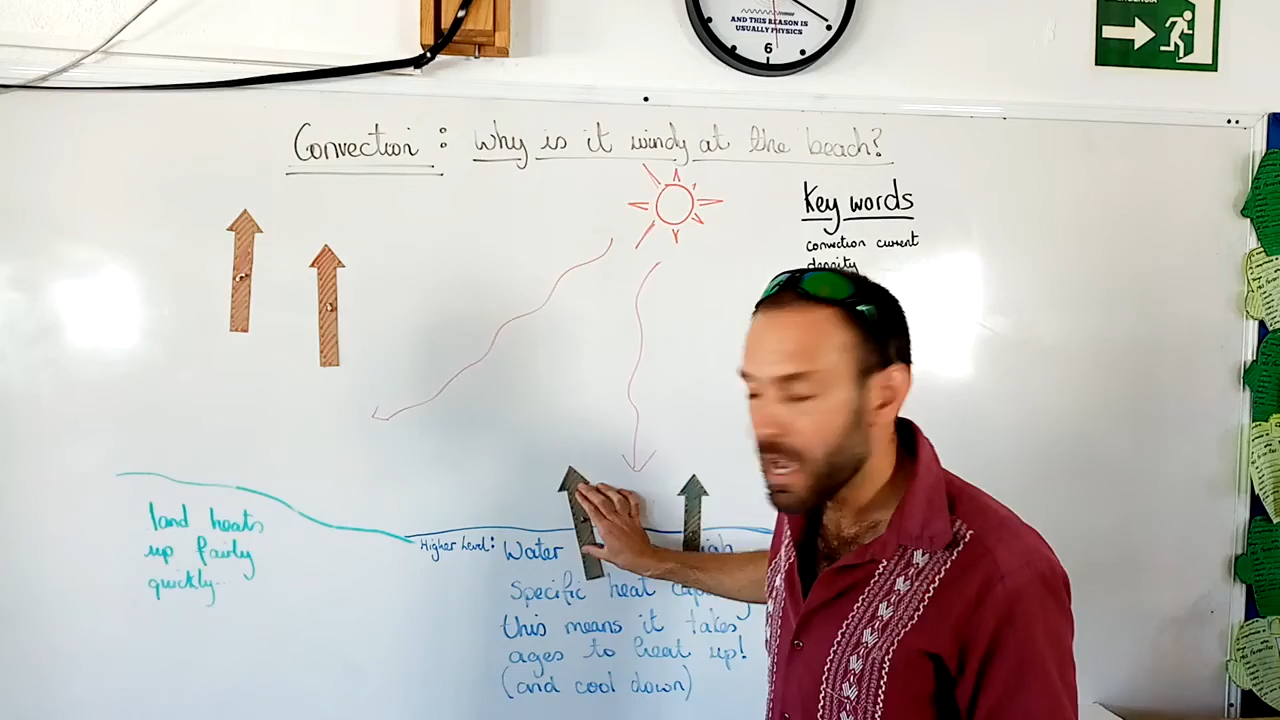 AND THIS REASON IS
USUALLY PHYSICS
6
Convection: Why is it windy at the beach?
Key words
convection current
density
land heats
up fairly
quickly...
Higher Level: Water
Specific heat
this means it takes
ages to heat up!
(and cool down)